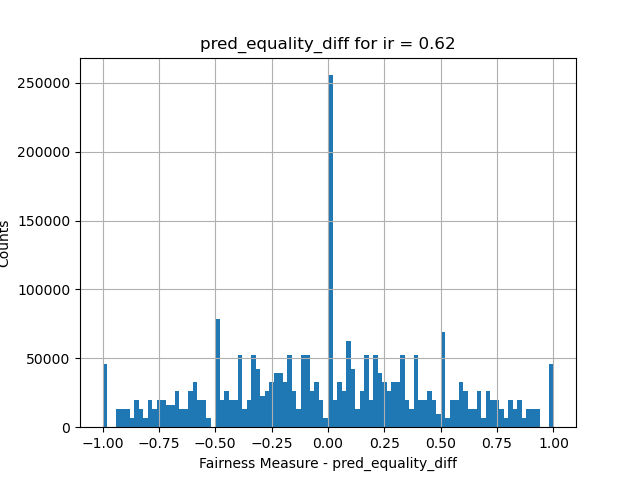 pred_equality_diff for ir = 0.62
250000
200000
150000
100000
50000
0
Counts
−1.00 −0.75 −0.50 −0.25 0.00 0.25 0.50 0.75 1.00
Fairness Measure - pred_equality_diff